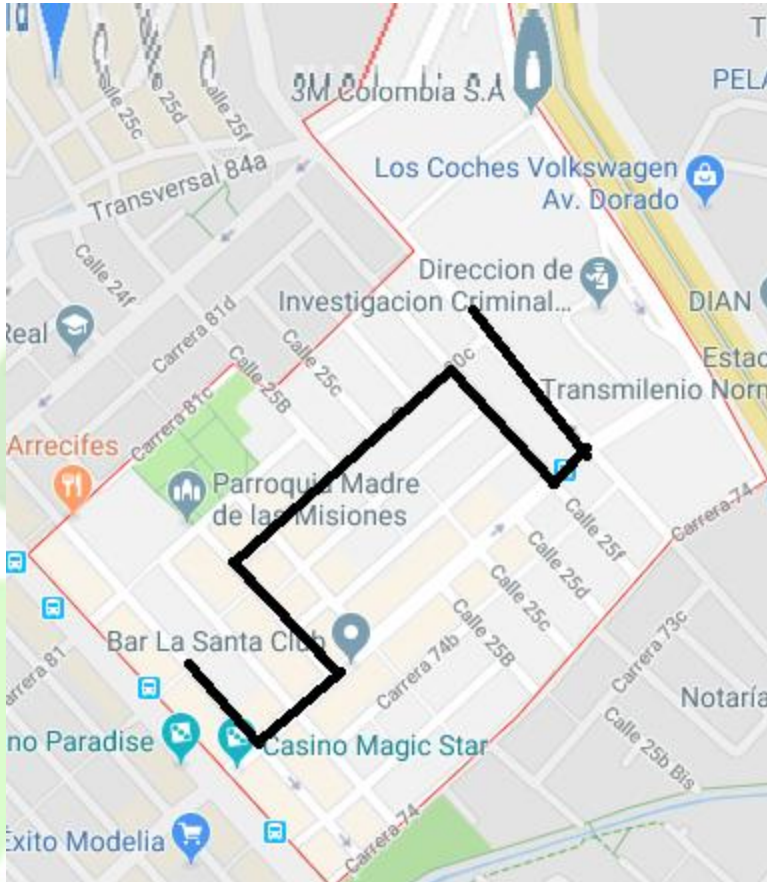 Calle 25c
25d
Calle 25f
3M Colombia S.A
PELA
Transversal 84a
Los Coches Volkswagen
Av. Dorado
Calle 24f
Direccion de
Investigacion Criminal...
DIAN
Real
Carrera 81d
Calle 25B
Calle 25c
80c
Estac
Transmilenio Norm
Carrera 81c
Arrecifes
Parroquia Madre
de las Misiones
Calle 25f
Carrera 74
Calle 25d
Calle 25c
Calle 25B
Bar La Santa Club
Carrera 74b
Carrera 73c
arrera 81
Notaría
no Paradise
Casino Magic Star
Calle 25b Bis
Éxito Modelia
Carrera 74